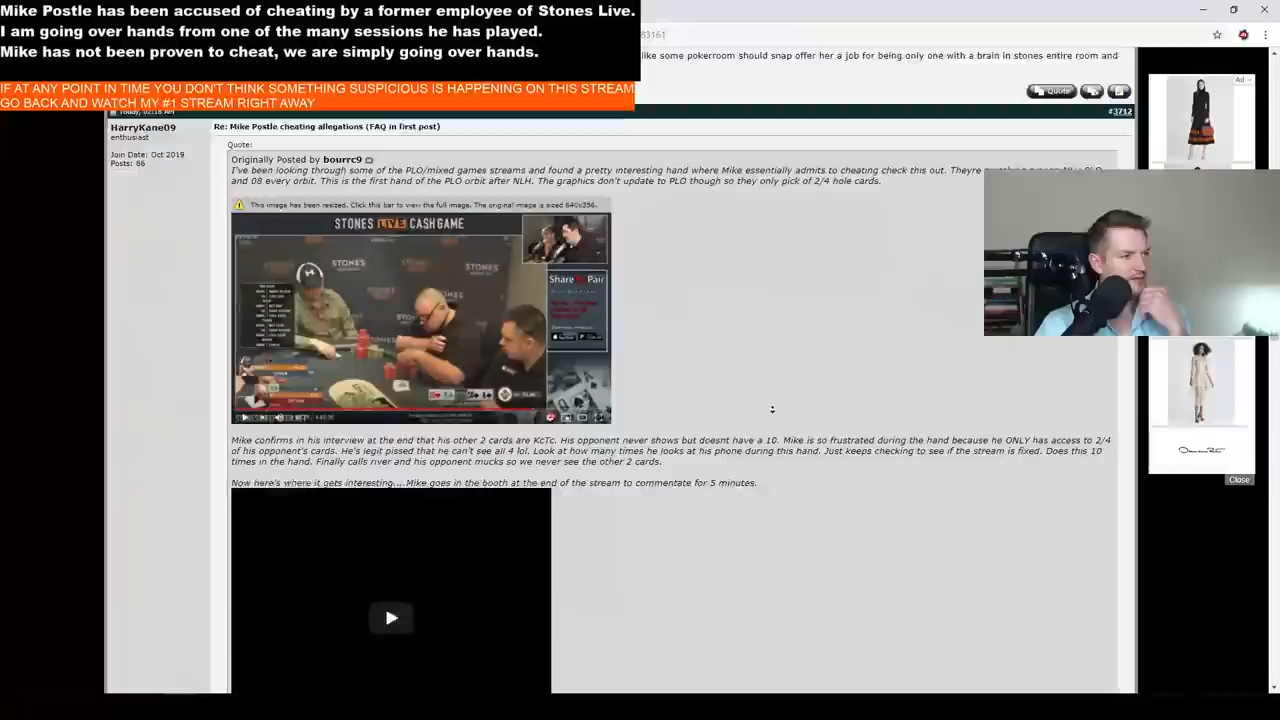 Mike Postle has been accused of cheating by a former employee of Stones Live.
I am going over hands from one of the many sessions he has played.
Mike has not been proven to cheat, we are simply going over hands.
83161
like some pokerroom should snap offer her a job for being only one with a brain in stones entire room and
IF AT ANY POINT IN TIME YOU DON'T THINK SOMETHING SUSPICIOUS IS HAPPENING ON THIS STREAM
GO BACK AND WATCH MY #1 STREAM RIGHT AWAY
Ad
Quote
Today, 02:18 AM
#3712
HarryKane09
enthusiast
Join Date: Oct 2019
Posts: 86
Re: Mike Postle cheating allegations (FAQ in first post)
Quote:
Originally Posted by bourrc9
I've been looking through some of the PLO/mixed games streams and found a pretty interesting hand where Mike essentially admits to cheating check this out. Theyre
and 08 every orbit. This is the first hand of the PLO orbit after NLH. The graphics don't update to PLO though so they only pick of 2/4 hole cards.
This image has been resized. Click this bar to view the full image. The original image is sized 640x356.
STONES LIVE CASH GAME
STONES
STONES
STONES
Share Pair
Mike confirms in his interview at the end that his other 2 cards are KcTc. His opponent never shows but doesnt have a 10. Mike is so frustrated during the hand because he ONLY has access to 2/4
of his opponent's cards. He's legit pissed that he can't see all 4 lol. Look at how many times he looks at his phone during this hand. Just keeps checking to see if the stream is fixed. Does this 10
times in the hand. Finally calls river and his opponent mucks so we never see the other 2 cards.
Now here's where it gets interesting....Mike goes in the booth at the end of the stream to commentate for 5 minutes.
Close